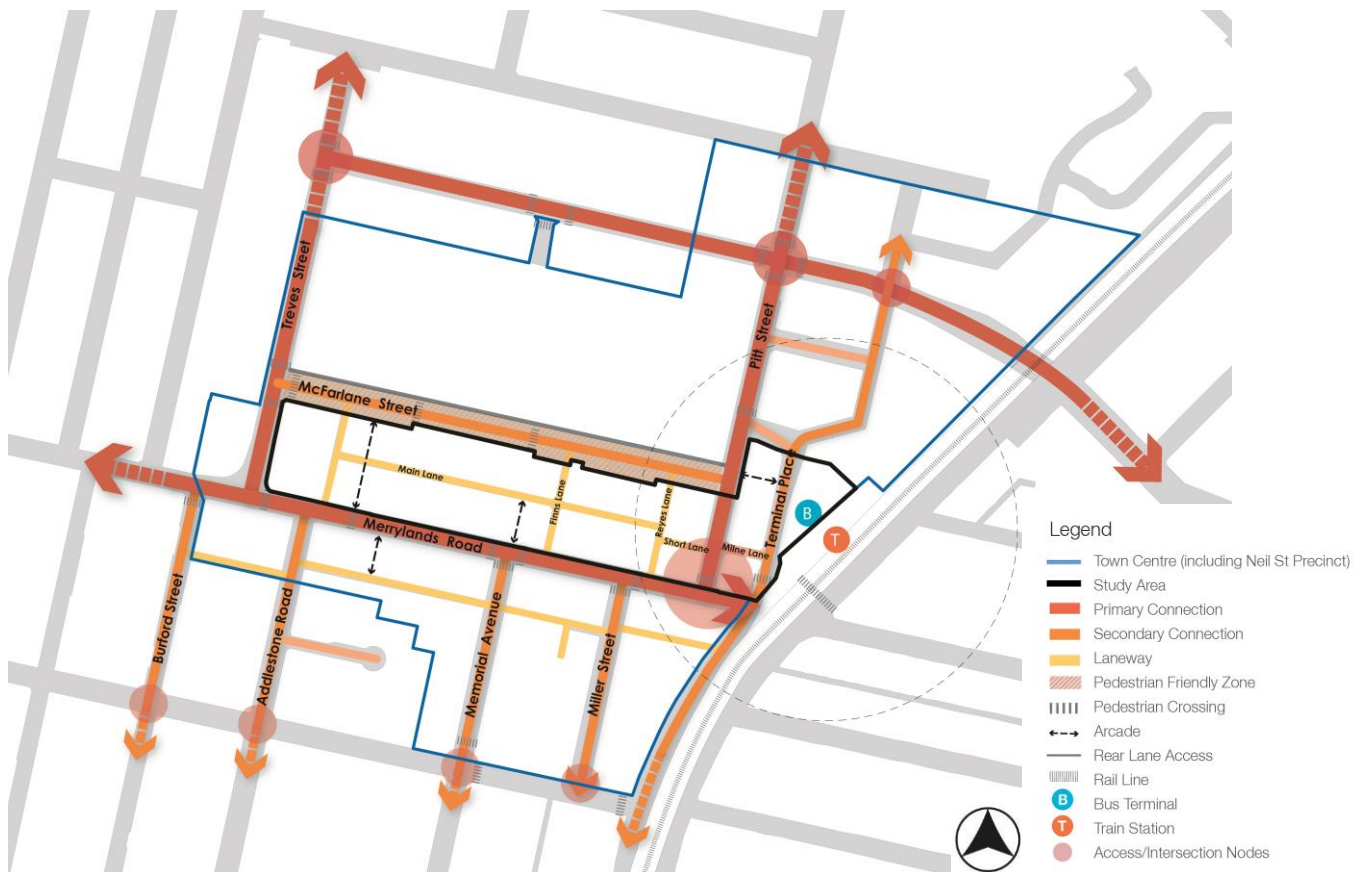 Treves Street
Pitt Street
McFarlane Street
Main Lane
Finns Lane
Reyes Lane
Short Lane
Milne Lane
Terminal Place
B
T
Merrylands Road
Burford Street
Addlestone Road
Memorial Avenue
Miller Street
Legend
Town Centre (including Neil St Precinct)
Study Area
Primary Connection
Secondary Connection
Laneway
Pedestrian Friendly Zone
Pedestrian Crossing
Arcade
Rear Lane Access
Rail Line
B Bus Terminal
T Train Station
Access/Intersection Nodes